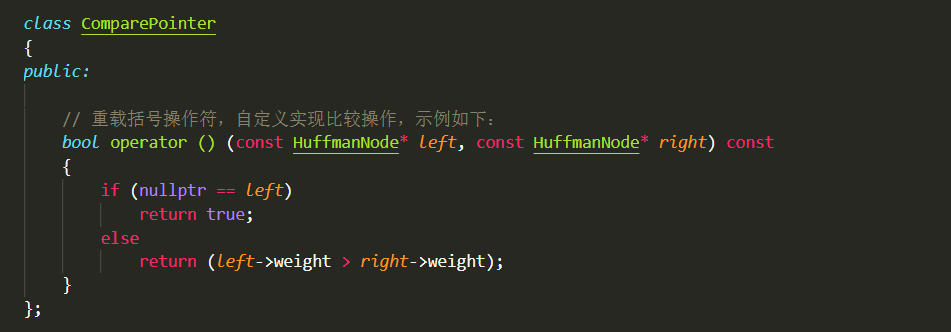 class ComparePointer
{
public:
// 重载括号操作符，自定义实现比较操作，示例如下：
bool operator () (const HuffmanNode* left, const HuffmanNode* right) const
{
if (nullptr == left)
return true;
else
return (left->weight > right->weight);
}
};